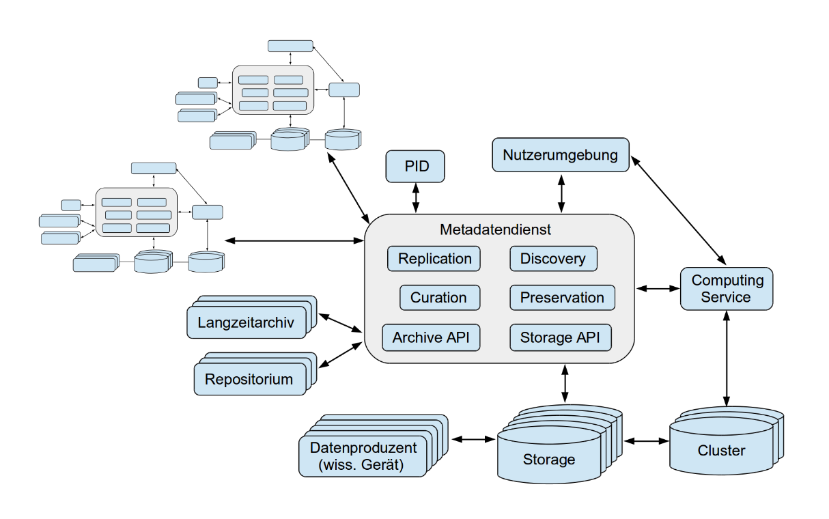 PID
Nutzerumgebung
Metadatendienst
Replication
Discovery
Curation
Preservation
Archive API
Storage API
Computing
Service
Langzeitarchiv
Repositorium
Datenproduzent
(wiss. Gerät)
Storage
Cluster